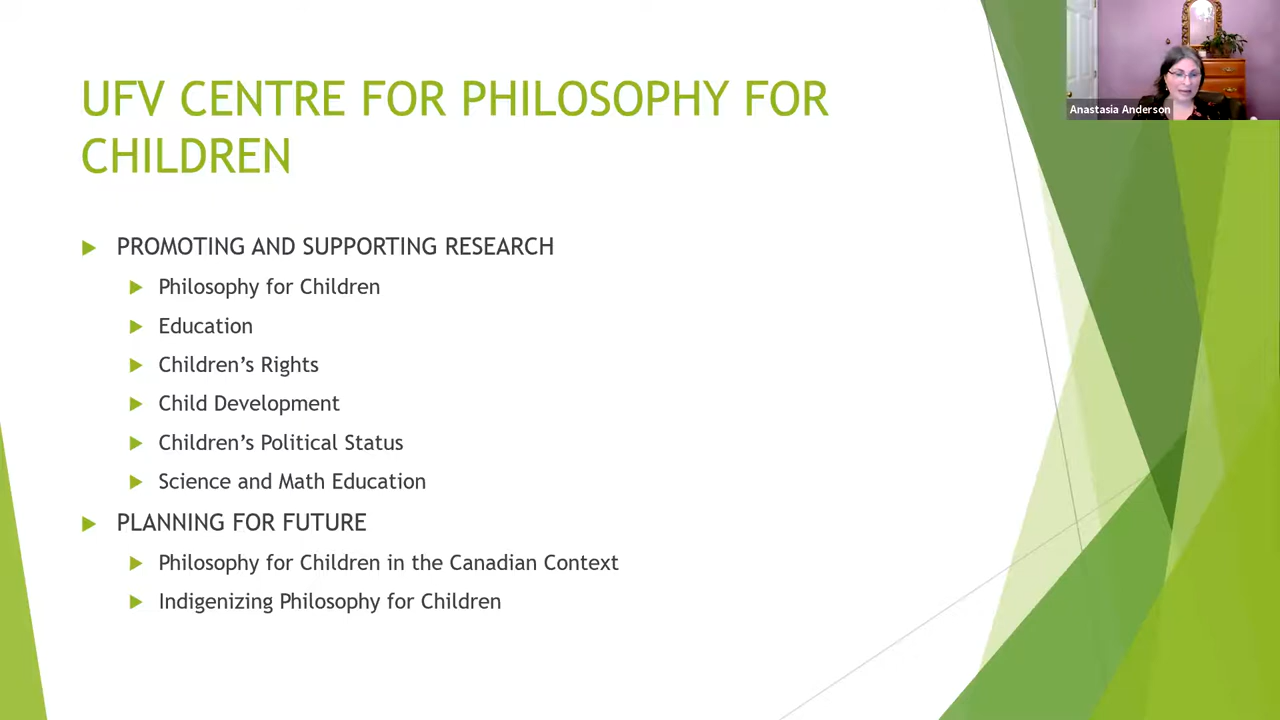 UFV CENTRE FOR PHILOSOPHY FOR
CHILDREN
PROMOTING AND SUPPORTING RESEARCH
Philosophy for Children
Education
Children’s Rights
Child Development
Children’s Political Status
Science and Math Education
PLANNING FOR FUTURE
Philosophy for Children in the Canadian Context
Indigenizing Philosophy for Children
Anastasia Anderson